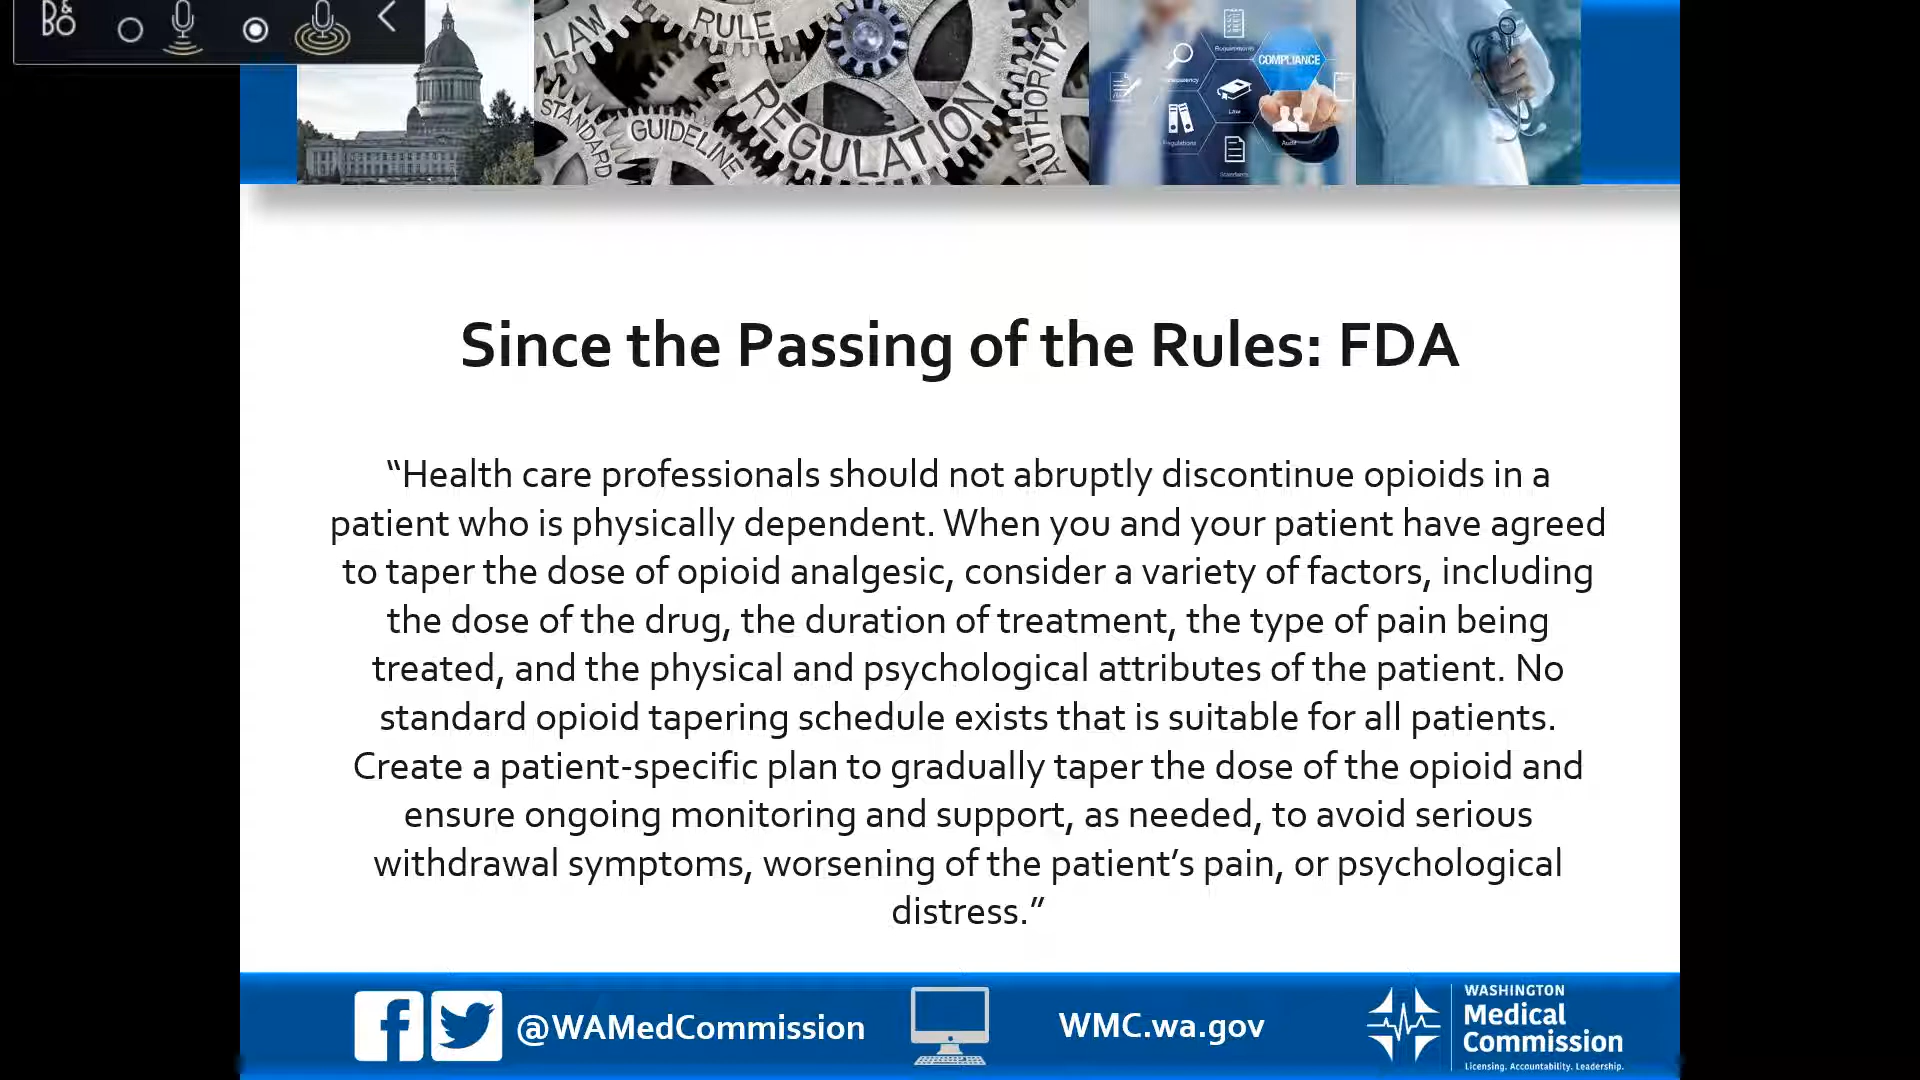 B&O
LAW
RULE
STANDARD
GUIDELINE
REGULATION
AUTHORITY
Requirements
COMPLIANCE
Law
Regulations
Audit
Standards
Since the Passing of the Rules: FDA
“Health care professionals should not abruptly discontinue opioids in a
patient who is physically dependent. When you and your patient have agreed
to taper the dose of opioid analgesic, consider a variety of factors, including
the dose of the drug, the duration of treatment, the type of pain being
treated, and the physical and psychological attributes of the patient. No
standard opioid tapering schedule exists that is suitable for all patients.
Create a patient-specific plan to gradually taper the dose of the opioid and
ensure ongoing monitoring and support, as needed, to avoid serious
withdrawal symptoms, worsening of the patient’s pain, or psychological
distress.”
@WAMedCommission
WMC.wa.gov
WASHINGTON
Medical
Commission
Licensing. Accountability. Leadership.